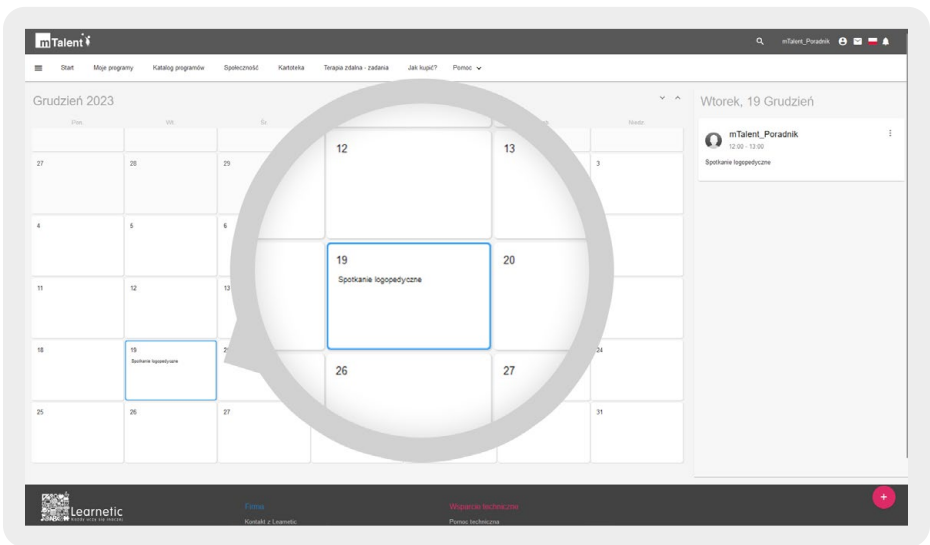 mTalent
mTalent_Poradnik
Start Moje programy Katalog programów Społeczność Kartoteka Terapia zdalna - zadania Jak kupić? Pomoc
Grudzień 2023
Wtorek, 19 Grudzień
Pon. Wt. Śr. Niedz.
mTalent_Poradnik
12:00 - 13:00
Spotkanie logopedyczne
27 28 29 3
4 5 6
11 12 13
18 19 24
Spotkanie logopedyczne
25 26 27 31
12 13
19 20
Spotkanie logopedyczne
26 27
Learnetic
Firma
Kontakt z Learnetic
Wsparcie techniczne
Pomoc techniczna
+